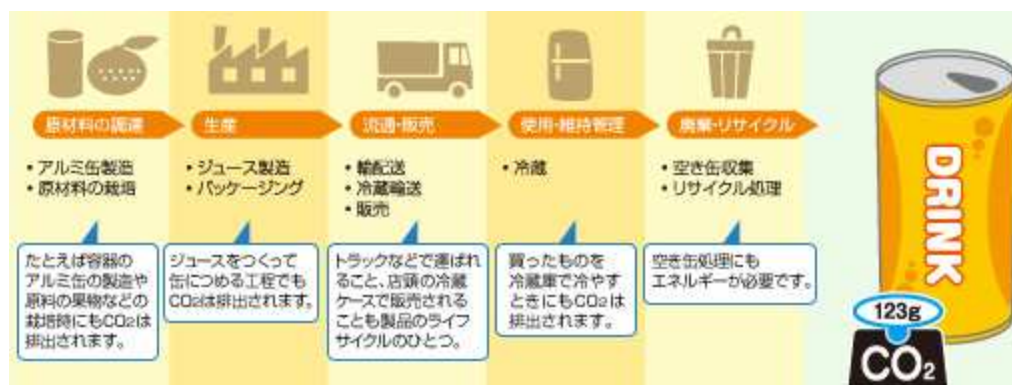 原材料の調達
・アルミ缶製造
・原材料の栽培
たとえば容器の
アルミ缶の製造や
原料の果物などの
栽培時にもCO2は
排出されます。
生産
・ジュース製造
・パッケージング
ジュースをつくって
缶につめる工程でも
CO2は排出されます。
流通・販売
・輸配送
・冷蔵輸送
・販売
トラックなどで運ばれ
ること、店頭の冷蔵
ケースで販売される
ことも製品のライフ
サイクルのひとつ。
使用・維持管理
・冷蔵
買ったものを
冷蔵庫で冷やす
ときにもCO2は
排出されます。
廃棄・リサイクル
・空き缶収集
・リサイクル処理
空き缶処理にも
エネルギーが必要です。
DRINK
123g
CO2